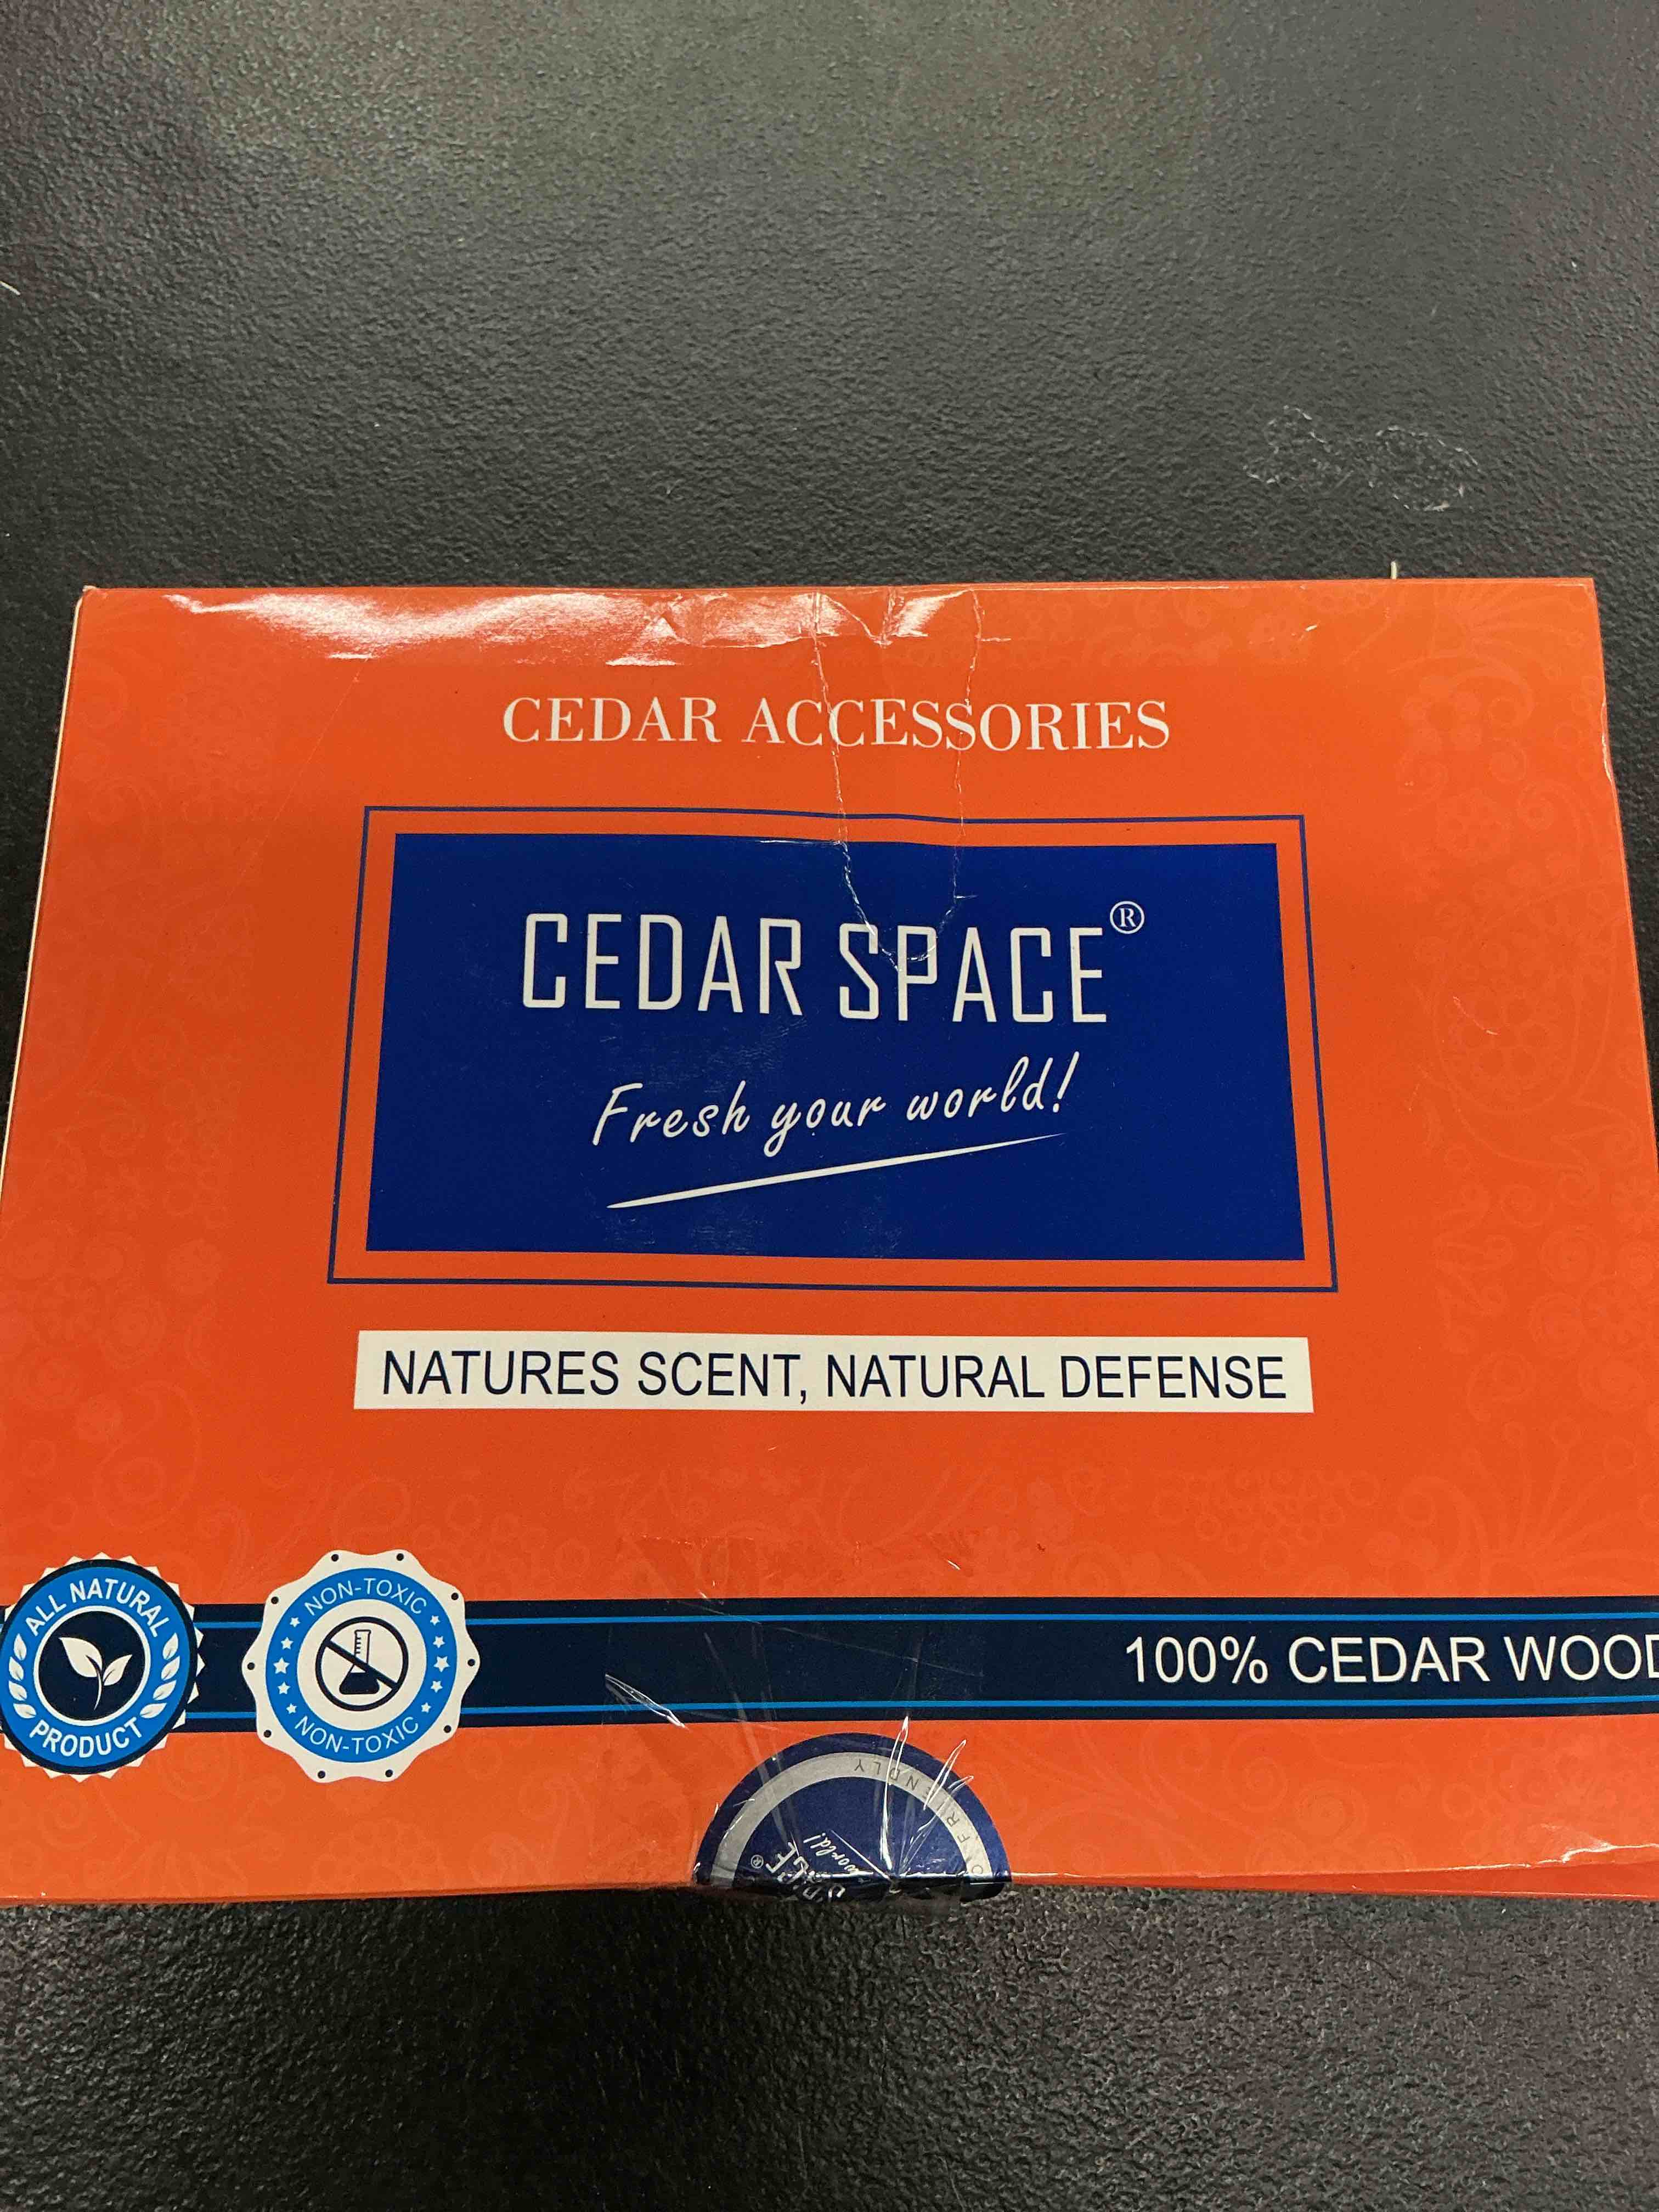 CEDAR ACCESSORIES
CEDAR SPACE®
Fresh your world!
NATURES SCENT, NATURAL DEFENSE
ALL NATURAL
PRODUCT
NON-TOXIC
NON-TOXIC
100% CEDAR WOOD
world!